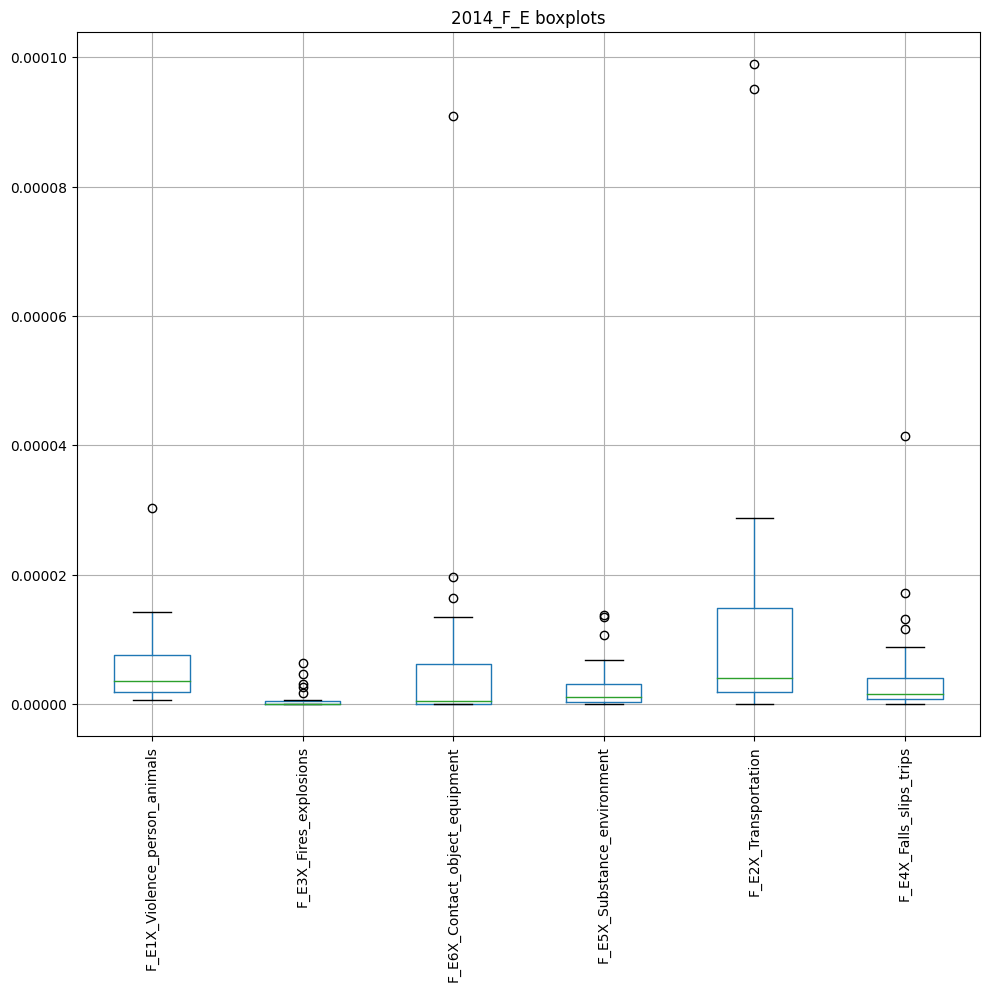 2014_F_E boxplots
0.00010
0.00008
0.00006
0.00004
0.00002
0.00000
F_E1X_Violence_person_animals
F_E3X_Fires_explosions
F_E6X_Contact_object_equipment
F_E5X_Substance_environment
F_E2X_Transportation
F_E4X_Falls_slips_trips